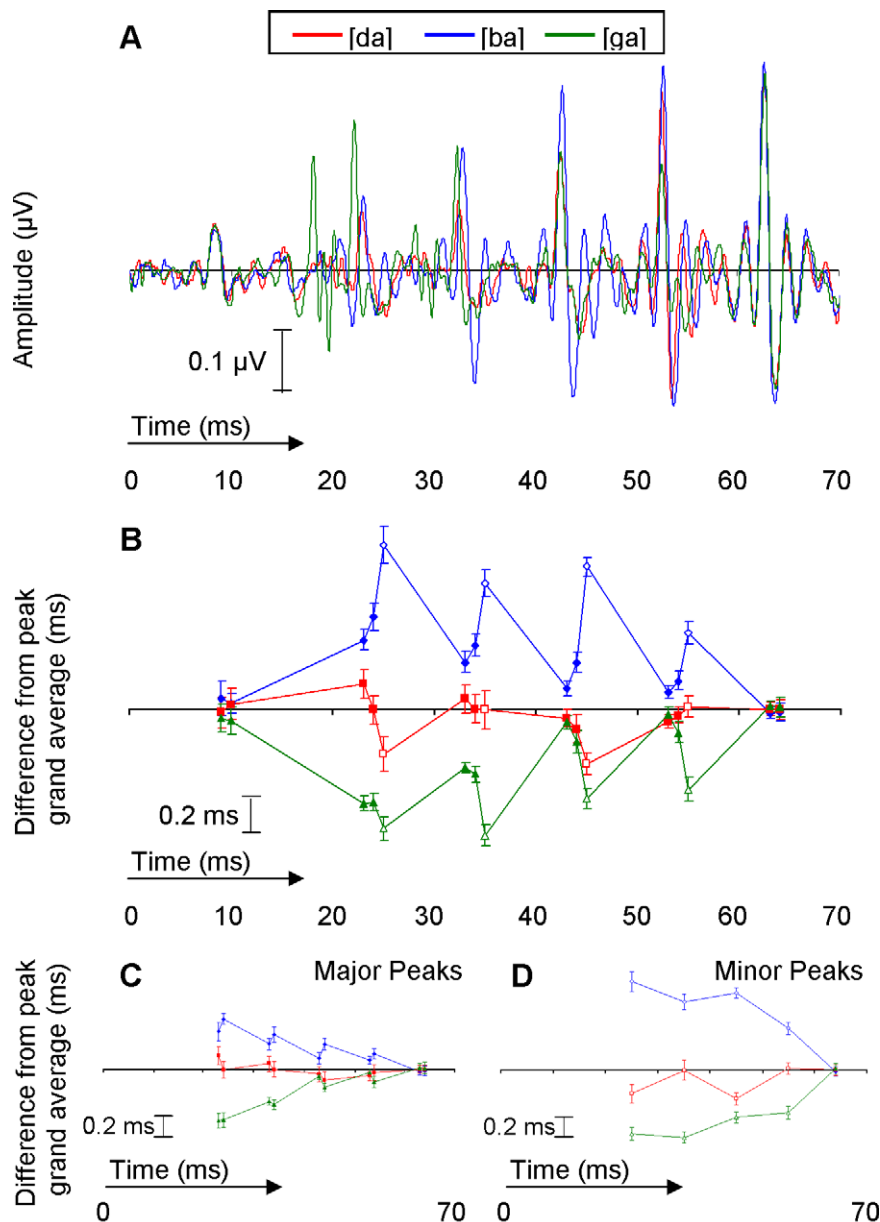 A
[da] [ba] [ga]
Amplitude (µV)
0.1 µV
Time (ms)
0 10 20 30 40 50 60 70
B
Difference from peak
grand average (ms)
0.2 ms
Time (ms)
0 10 20 30 40 50 60 70
C Major Peaks
Difference from peak
grand average (ms)
0.2 ms
Time (ms)
0 70
D Minor Peaks
0.2 ms
Time (ms)
0 70